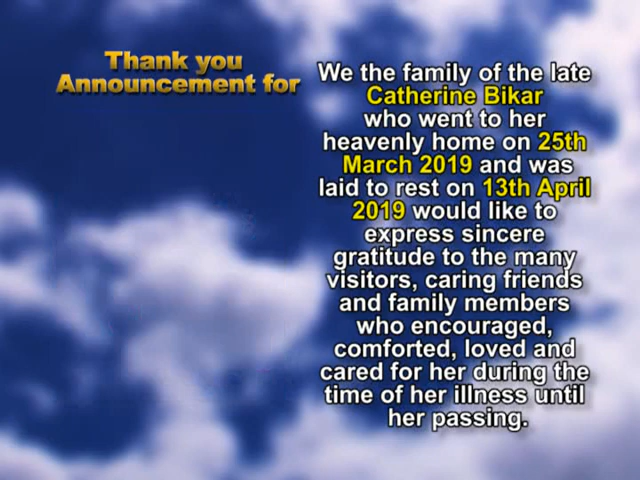 Thank you
Announcement for
We the family of the late
Catherine Bikar
who went to her
heavenly home on 25th
March 2019 and was
laid to rest on 13th April
2019 would like to
express sincere
gratitude to the many
visitors, caring friends
and family members
who encouraged,
comforted, loved and
cared for her during the
time of her illness until
her passing.